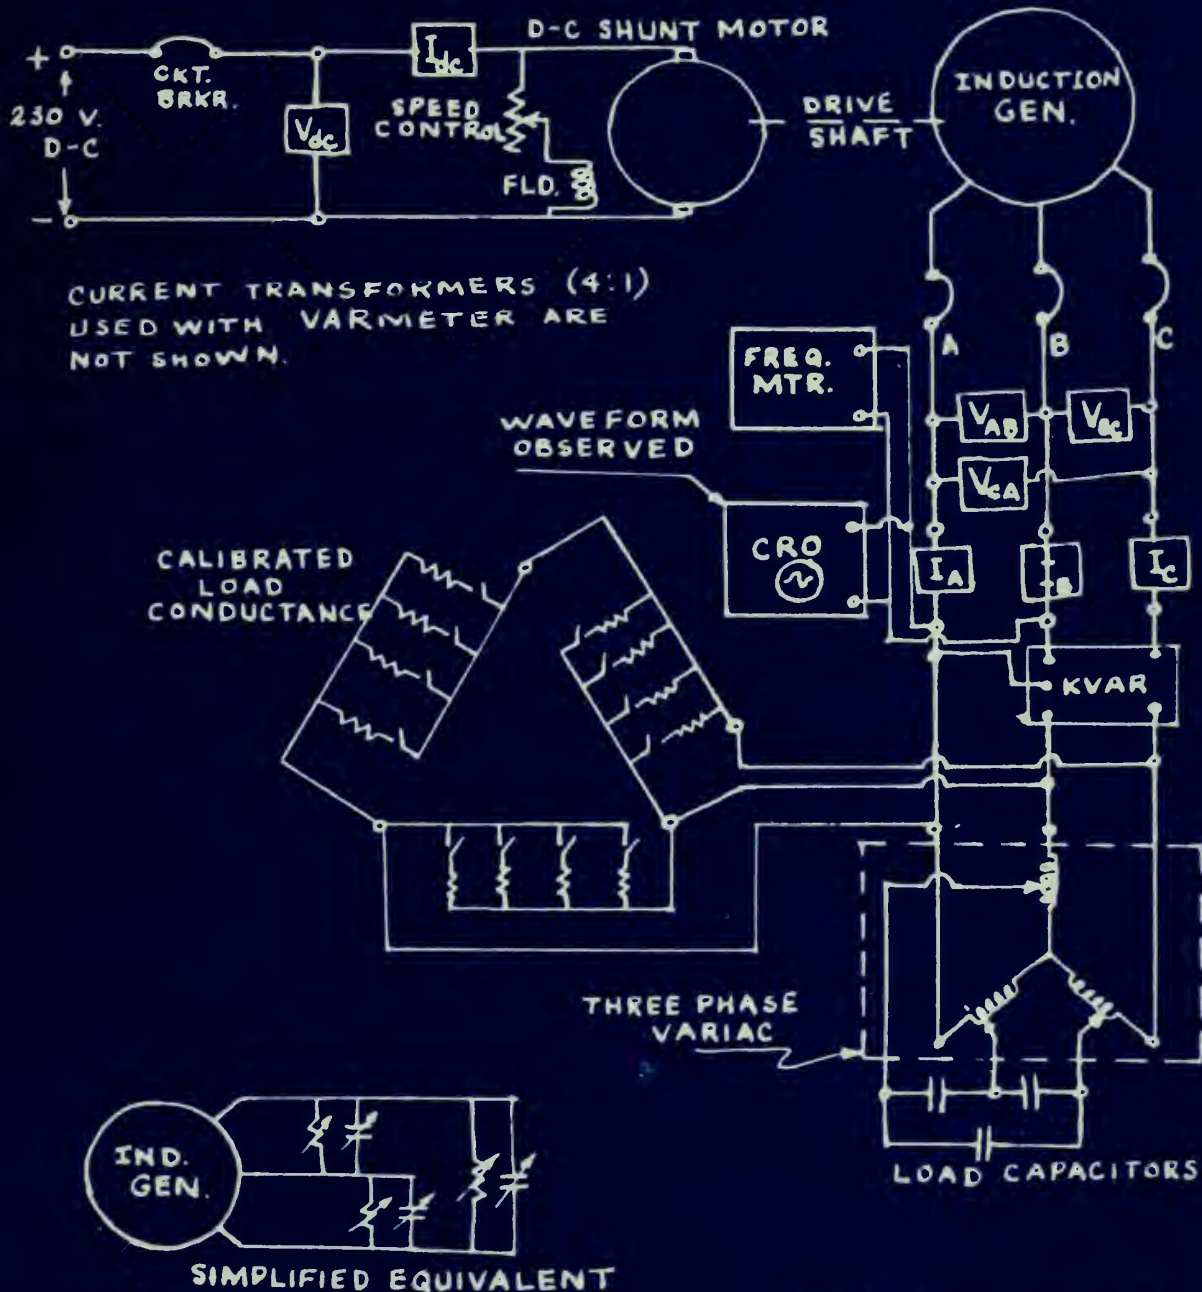 D-C SHUNT MOTOR
+
CKT.
BRKR.
Idc
INDUCTION
GEN.
230 V.
D-C
Vdc
SPEED
CONTROL
DRIVE
SHAFT
FLD.
-
CURRENT TRANSFORMERS (4:1)
USED WITH VARMETER ARE
NOT SHOWN.
A
B
C
FREQ.
MTR.
VAB
VBC
WAVEFORM
OBSERVED
VCA
CALIBRATED
LOAD
CONDUCTANCE
CRO
IA
IB
IC
KVAR
THREE PHASE
VARIAC
LOAD CAPACITORS
IND.
GEN.
SIMPLIFIED EQUIVALENT